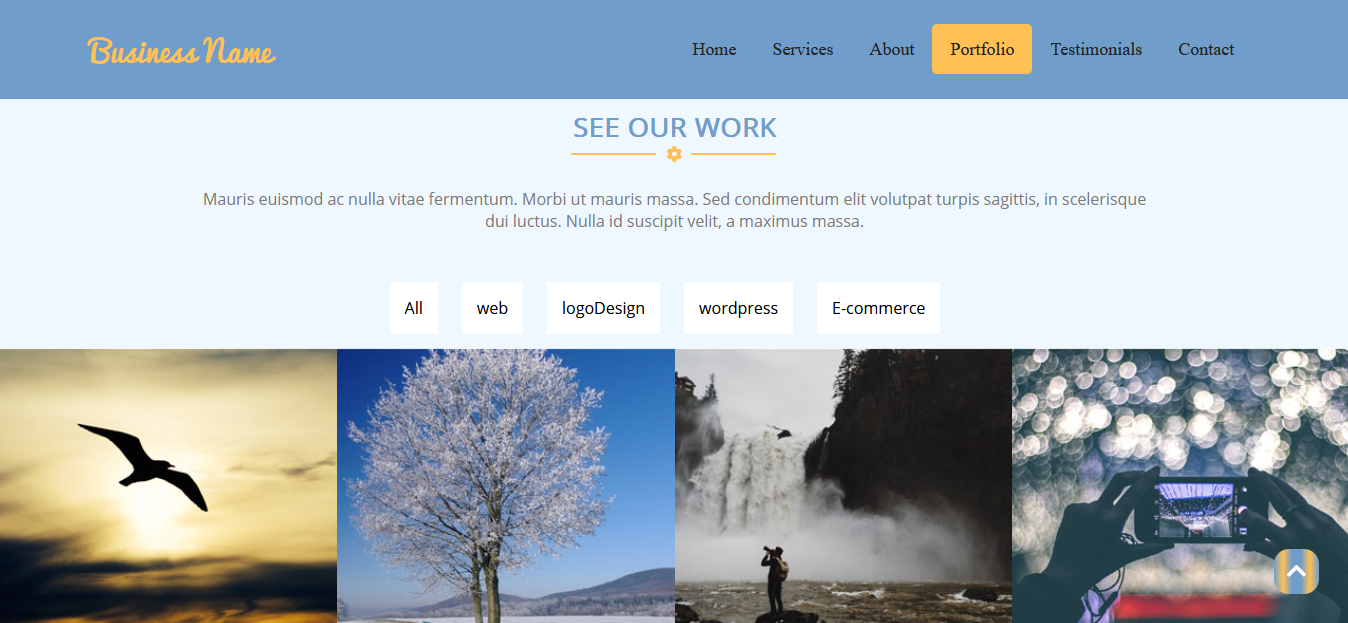 Business Name
Home Services About Portfolio Testimonials Contact
SEE OUR WORK
Mauris euismod ac nulla vitae fermentum. Morbi ut mauris massa. Sed condimentum elit volutpat turpis sagittis, in scelerisque
dui luctus. Nulla id suscipit velit, a maximus massa.
All web logoDesign wordpress E-commerce